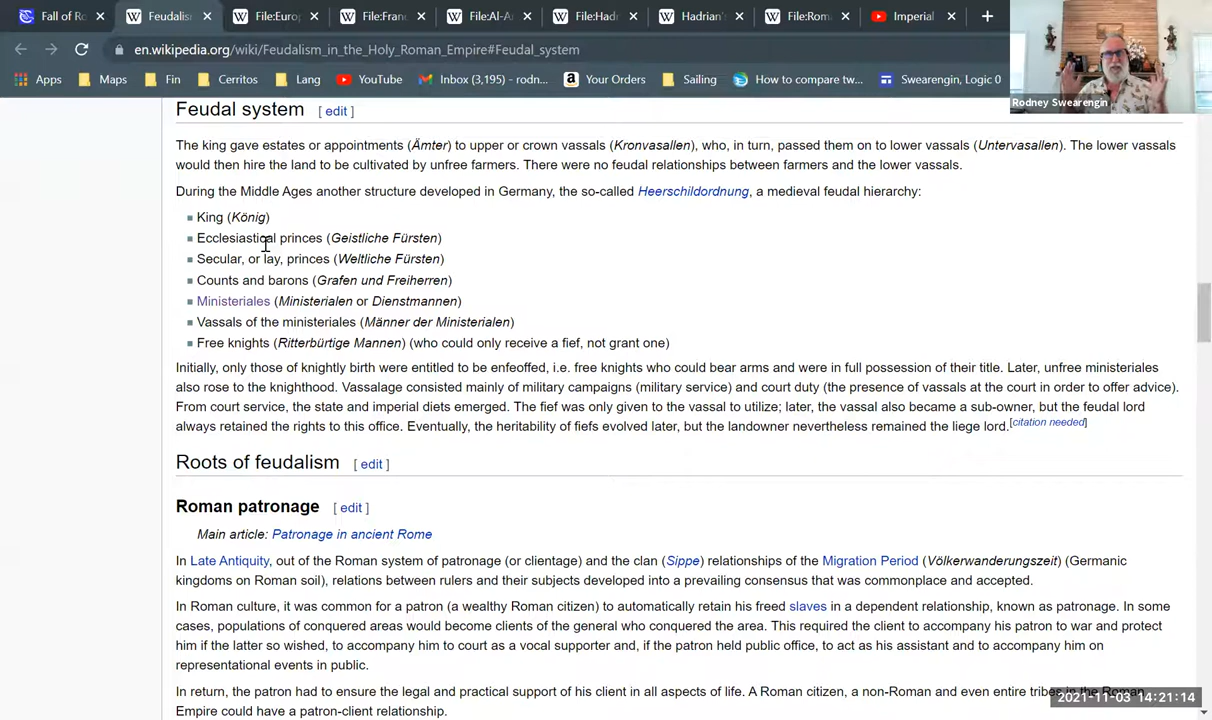 Fall of Ro
Feudalis
File:Euro
File:Fran
File:Al-A
File:Hadr
Hadrian's
File:Rom
Imperial
en.wikipedia.org/wiki/Feudalism_in_the_Holy_Roman_Empire#Feudal_system
Apps
Maps
Fin
Cerritos
Lang
YouTube
Inbox (3,195) - rodn...
Your Orders
Sailing
How to compare tw...
Swearengin, Logic 0
Rodney Swearengin
Feudal system [ edit ]
The king gave estates or appointments (Ämter) to upper or crown vassals (Kronvasallen), who, in turn, passed them on to lower vassals (Untervasallen). The lower vassals
would then hire the land to be cultivated by unfree farmers. There were no feudal relationships between farmers and the lower vassals.
During the Middle Ages another structure developed in Germany, the so-called Heerschildordnung, a medieval feudal hierarchy:
King (König)
Ecclesiastical princes (Geistliche Fürsten)
Secular, or lay, princes (Weltliche Fürsten)
Counts and barons (Grafen und Freiherren)
Ministeriales (Ministerialen or Dienstmannen)
Vassals of the ministeriales (Männer der Ministerialen)
Free knights (Ritterbürtige Mannen) (who could only receive a fief, not grant one)
Initially, only those of knightly birth were entitled to be enfeoffed, i.e. free knights who could bear arms and were in full possession of their title. Later, unfree ministeriales
also rose to the knighthood. Vassalage consisted mainly of military campaigns (military service) and court duty (the presence of vassals at the court in order to offer advice).
From court service, the state and imperial diets emerged. The fief was only given to the vassal to utilize; later, the vassal also became a sub-owner, but the feudal lord
always retained the rights to this office. Eventually, the heritability of fiefs evolved later, but the landowner nevertheless remained the liege lord.[citation needed]
Roots of feudalism [ edit ]
Roman patronage [ edit ]
Main article: Patronage in ancient Rome
In Late Antiquity, out of the Roman system of patronage (or clientage) and the clan (Sippe) relationships of the Migration Period (Völkerwanderungszeit) (Germanic
kingdoms on Roman soil), relations between rulers and their subjects developed into a prevailing consensus that was commonplace and accepted.
In Roman culture, it was common for a patron (a wealthy Roman citizen) to automatically retain his freed slaves in a dependent relationship, known as patronage. In some
cases, populations of conquered areas would become clients of the general who conquered the area. This required the client to accompany his patron to war and protect
him if the latter so wished, to accompany him to court as a vocal supporter and, if the patron held public office, to act as his assistant and to accompany him on
representational events in public.
In return, the patron had to ensure the legal and practical support of his client in all aspects of life. A Roman citizen, a non-Roman and even entire tribes in the Roman
Empire could have a patron-client relationship.
2021-11-03 14:21:14